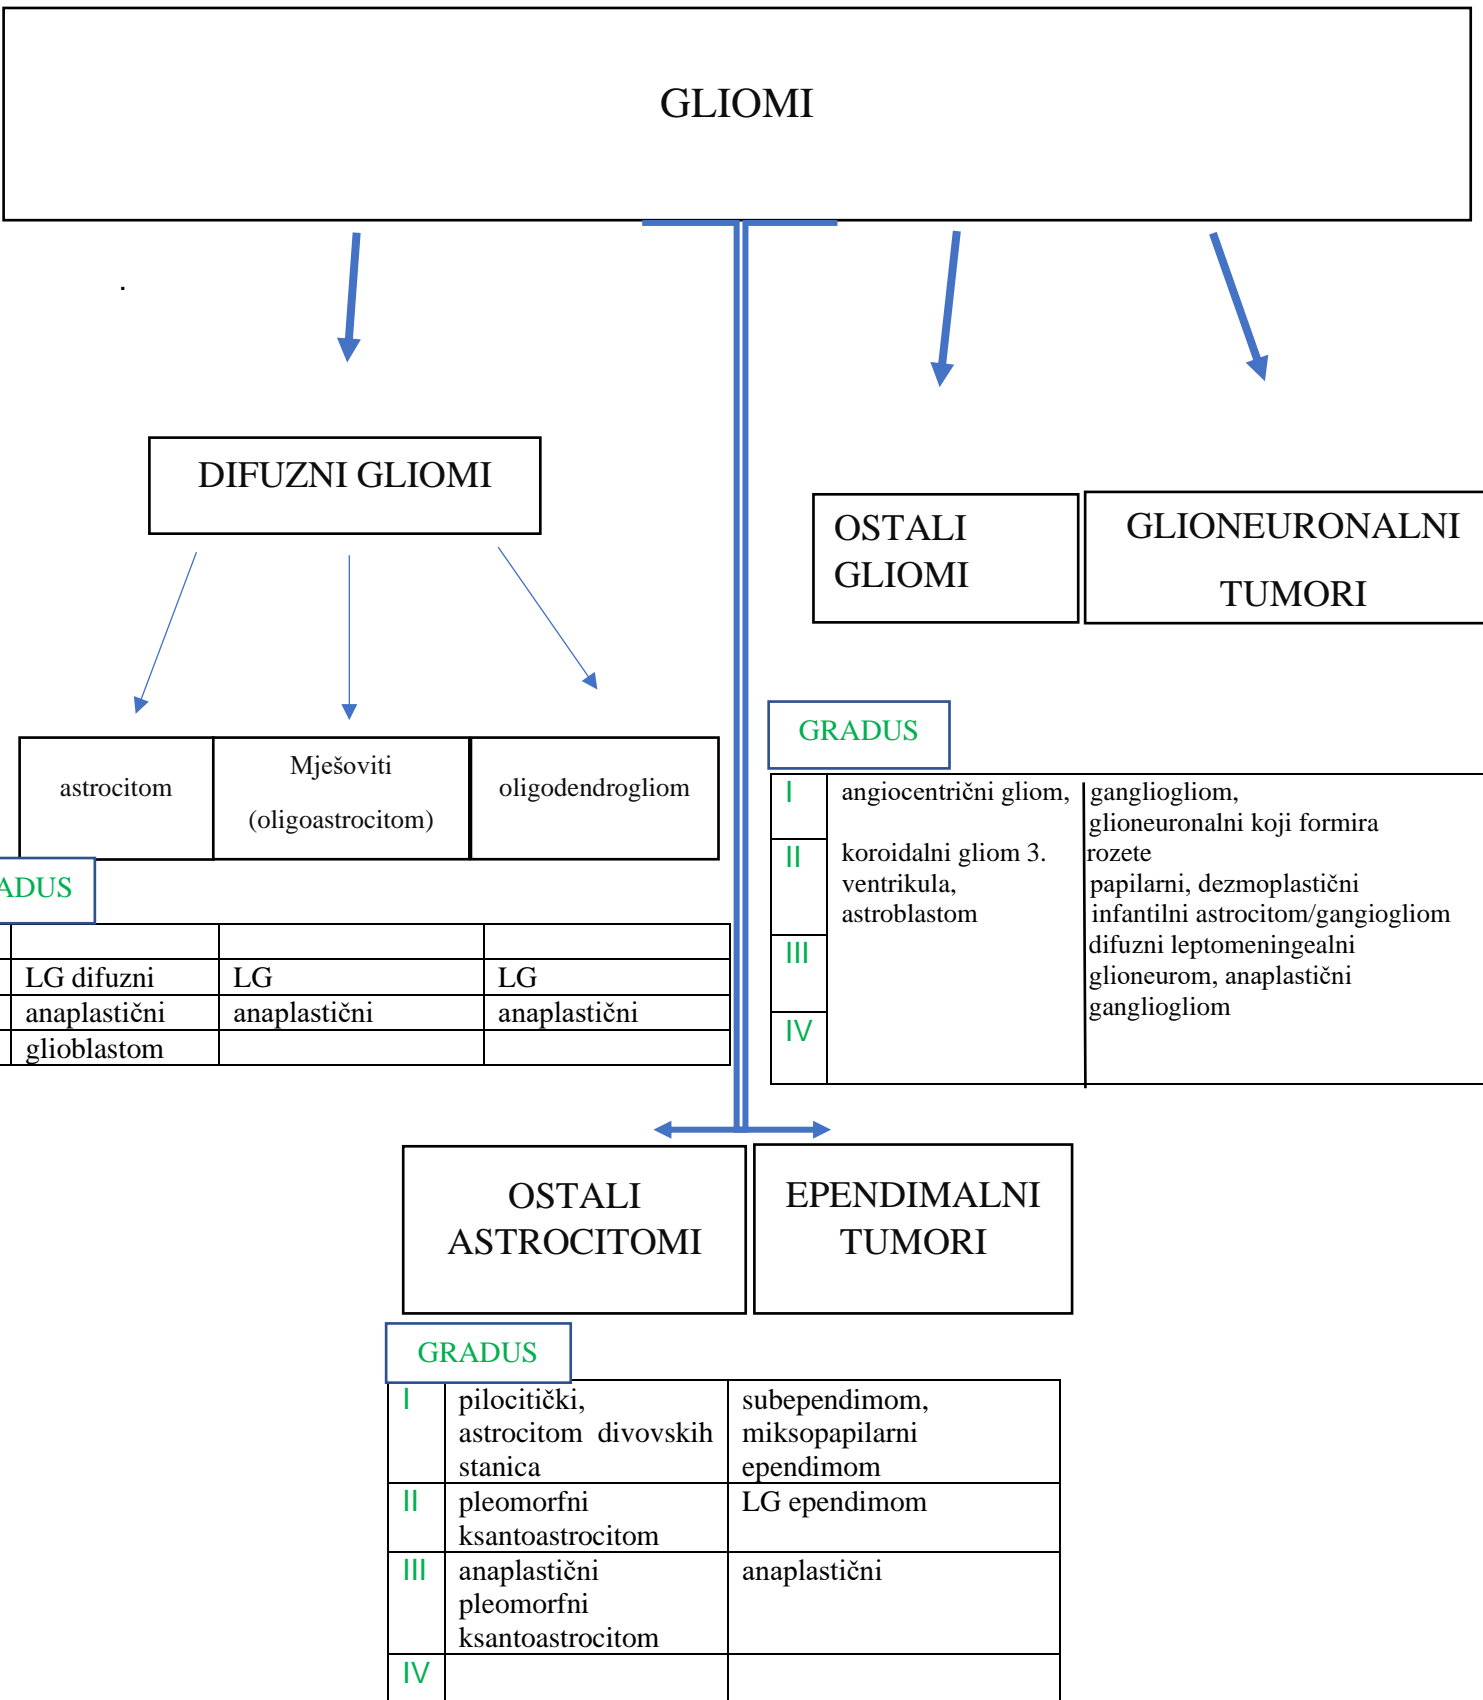 GLIOMI
.
DIFUZNI GLIOMI
OSTALI
GLIOMI
GLIONEURONALNI
TUMORI
astrocitom
Mješoviti
(oligoastrocitom)
oligodendrogliom
ADUS
LG difuzni
LG
LG
anaplastični
anaplastični
anaplastični
glioblastom
GRADUS
I
angiocentrični gliom,
II
koroidalni gliom 3.
ventrikula,
astroblastom
III
IV
gangliogliom,
glioneuronalni koji formira
rozete
papilarni, dezmoplastični
infantilni astrocitom/gangiogliom
difuzni leptomeningealni
glioneurom, anaplastični
gangliogliom
OSTALI
ASTROCITOMI
EPENDIMALNI
TUMORI
GRADUS
I
pilocitički,
astrocitom divovskih
stanica
subependimom,
miksopapilarni
ependimom
II
pleomorfni
ksantoastrocitom
LG ependimom
III
anaplastični
pleomorfni
ksantoastrocitom
anaplastični
IV